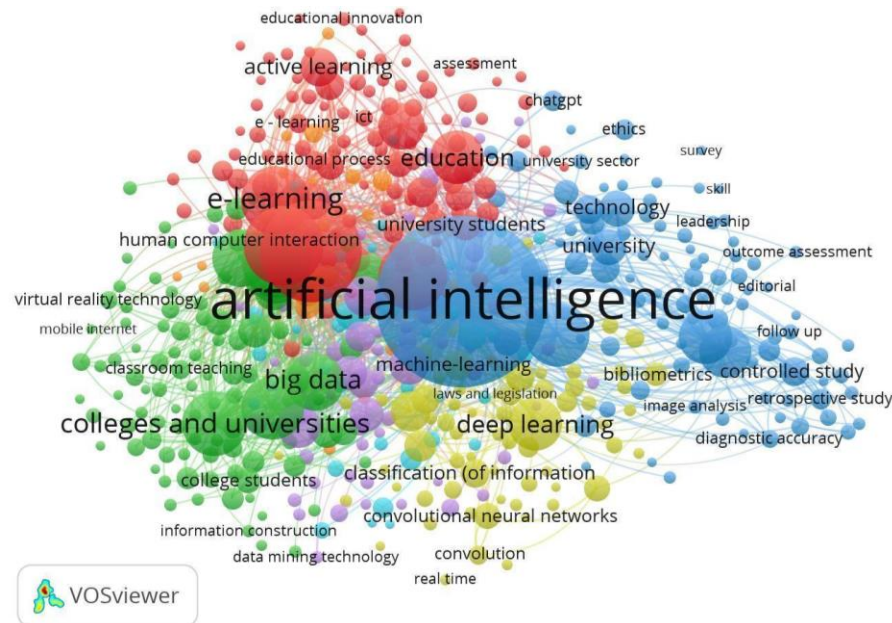 educational innovation
active learning
assessment
chatgpt
e - learning
ict
ethics
educational process
education
university sector
survey
e-learning
skill
technology
university students
leadership
human computer interaction
university
outcome assessment
virtual reality technology
artificial intelligence
editorial
mobile internet
follow up
classroom teaching
machine-learning
bibliometrics
controlled study
big data
laws and legislation
image analysis
retrospective study
colleges and universities
deep learning
diagnostic accuracy
college students
classification (of information
convolutional neural networks
information construction
data mining technology
convolution
real time
VOSviewer